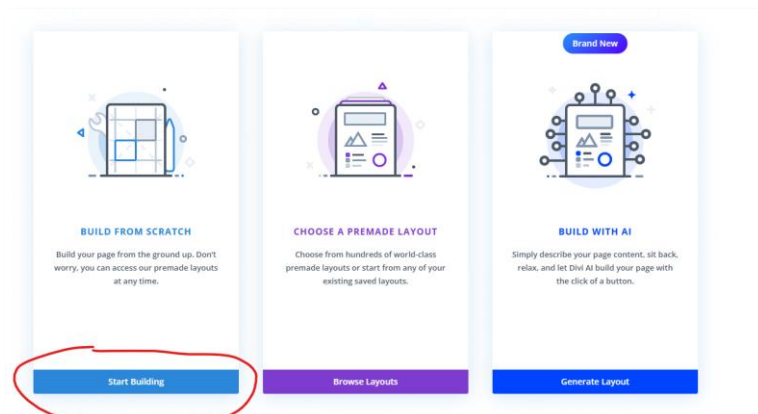 Brand New
BUILD FROM SCRATCH
Build your page from the ground up. Don't
worry, you can access our premade layouts
at any time.
Start Building
CHOOSE A PREMADE LAYOUT
Choose from hundreds of world-class
premade layouts or start from any of your
existing saved layouts.
Browse Layouts
BUILD WITH AI
Simply describe your page content, sit back,
relax, and let Divi AI build your page with
the click of a button.
Generate Layout